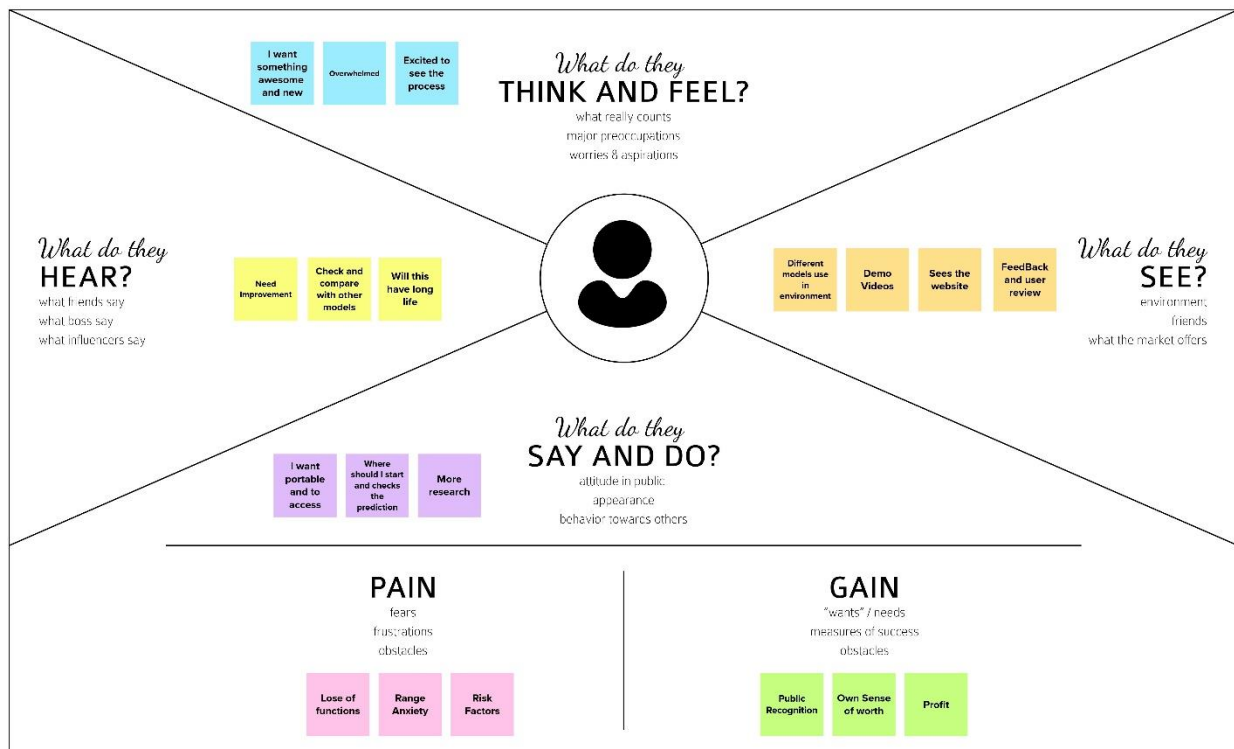 I want
something
awesome
and new
Overwhelmed
Excited to
see the
process
What do they
THINK AND FEEL?
what really counts
major preoccupations
worries & aspirations
What do they
HEAR?
what friends say
what boss say
what influencers say
Need
Improvement
Check and
compare
with other
models
Will this
have long
life
Different
models use
in
environment
Demo
Videos
Sees the
website
FeedBack
and user
review
What do they
SEE?
environment
friends
what the market offers
What do they
SAY AND DO?
attitude in public
appearance
behavior towards others
I want
portable
and to
access
Where
should I start
and checks
the
prediction
More
research
PAIN
fears
frustrations
obstacles
Lose of
functions
Range
Anxiety
Risk
Factors
GAIN
"wants" / needs
measures of success
obstacles
Public
Recognition
Own Sense
of worth
Profit